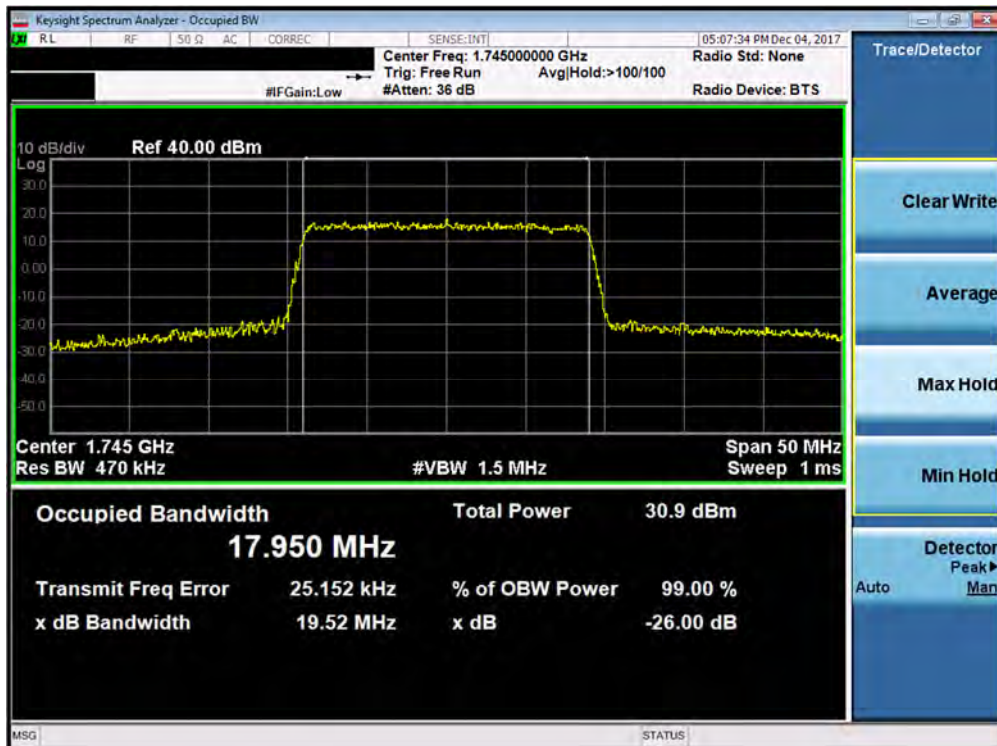 Keysight Spectrum Analyzer - Occupied BW
LXI RL RF 50 Ω AC CORREC SENSE:INT 05:07:34 PM Dec 04, 2017
Center Freq: 1.745000000 GHz Radio Std: None
Trig: Free Run Avg|Hold:>100/100
#IFGain:Low #Atten: 36 dB Radio Device: BTS
10 dB/div Ref 40.00 dBm
Log
30.0
20.0
10.0
0.00
-10.0
-20.0
-30.0
-40.0
-50.0
Center 1.745 GHz Span 50 MHz
Res BW 470 kHz #VBW 1.5 MHz Sweep 1 ms
Occupied Bandwidth Total Power 30.9 dBm
17.950 MHz
Transmit Freq Error 25.152 kHz % of OBW Power 99.00 %
x dB Bandwidth 19.52 MHz x dB -26.00 dB
MSG STATUS
Trace/Detector
Clear Write
Average
Max Hold
Min Hold
Detector
Peak▶
Auto Man